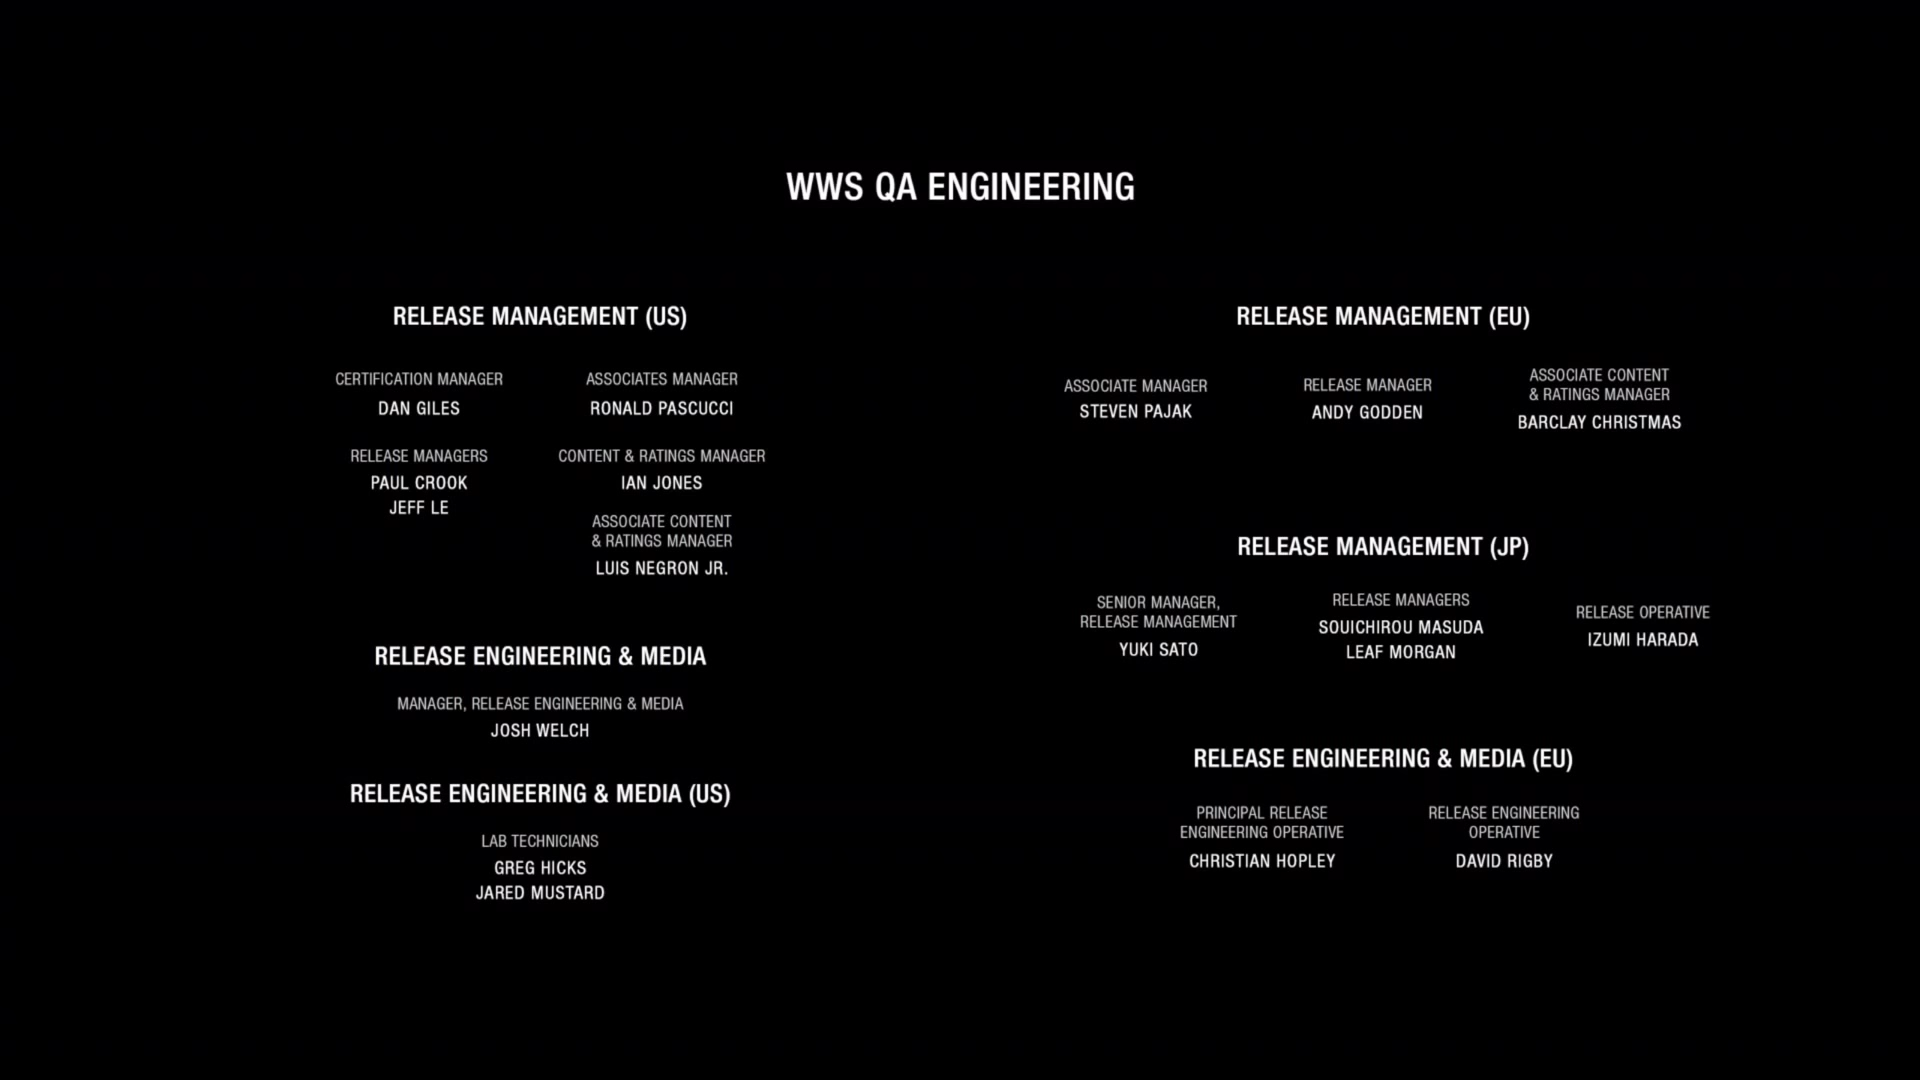 WWS QA ENGINEERING
RELEASE MANAGEMENT (US)
CERTIFICATION MANAGER
DAN GILES
ASSOCIATES MANAGER
RONALD PASCUCCI
RELEASE MANAGERS
PAUL CROOK
JEFF LE
CONTENT & RATINGS MANAGER
IAN JONES
ASSOCIATE CONTENT
& RATINGS MANAGER
LUIS NEGRON JR.
RELEASE ENGINEERING & MEDIA
MANAGER, RELEASE ENGINEERING & MEDIA
JOSH WELCH
RELEASE ENGINEERING & MEDIA (US)
LAB TECHNICIANS
GREG HICKS
JARED MUSTARD
RELEASE MANAGEMENT (EU)
ASSOCIATE MANAGER
STEVEN PAJAK
RELEASE MANAGER
ANDY GODDEN
ASSOCIATE CONTENT
& RATINGS MANAGER
BARCLAY CHRISTMAS
RELEASE MANAGEMENT (JP)
SENIOR MANAGER,
RELEASE MANAGEMENT
YUKI SATO
RELEASE MANAGERS
SOUICHIROU MASUDA
LEAF MORGAN
RELEASE OPERATIVE
IZUMI HARADA
RELEASE ENGINEERING & MEDIA (EU)
PRINCIPAL RELEASE
ENGINEERING OPERATIVE
CHRISTIAN HOPLEY
RELEASE ENGINEERING
OPERATIVE
DAVID RIGBY